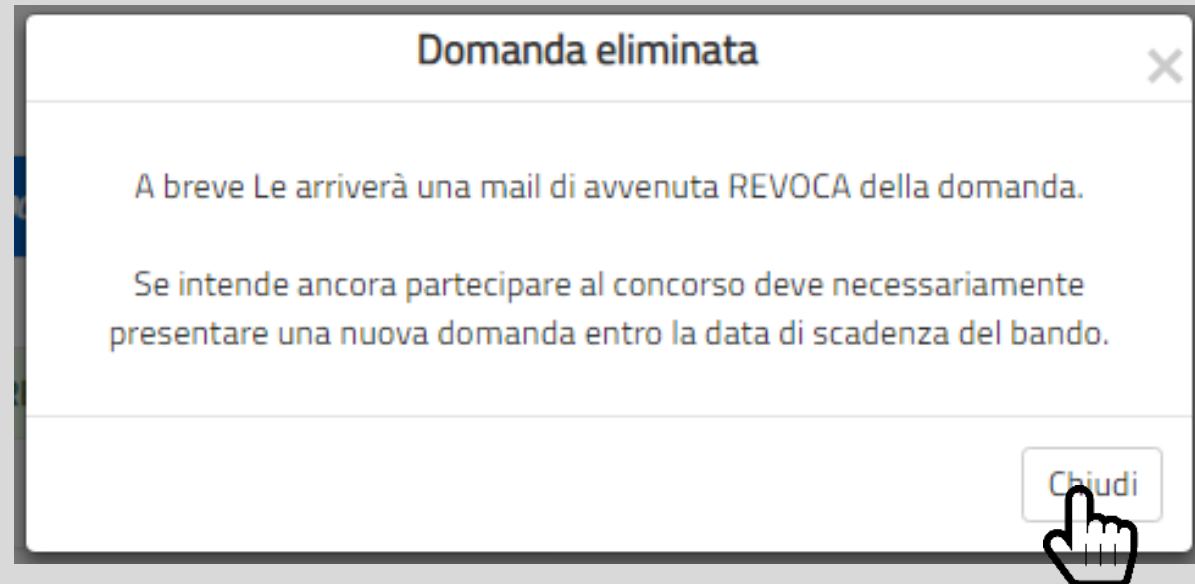 Domanda eliminata
×
A breve Le arriverà una mail di avvenuta REVOCA della domanda.
Se intende ancora partecipare al concorso deve necessariamente
presentare una nuova domanda entro la data di scadenza del bando.
Chiudi